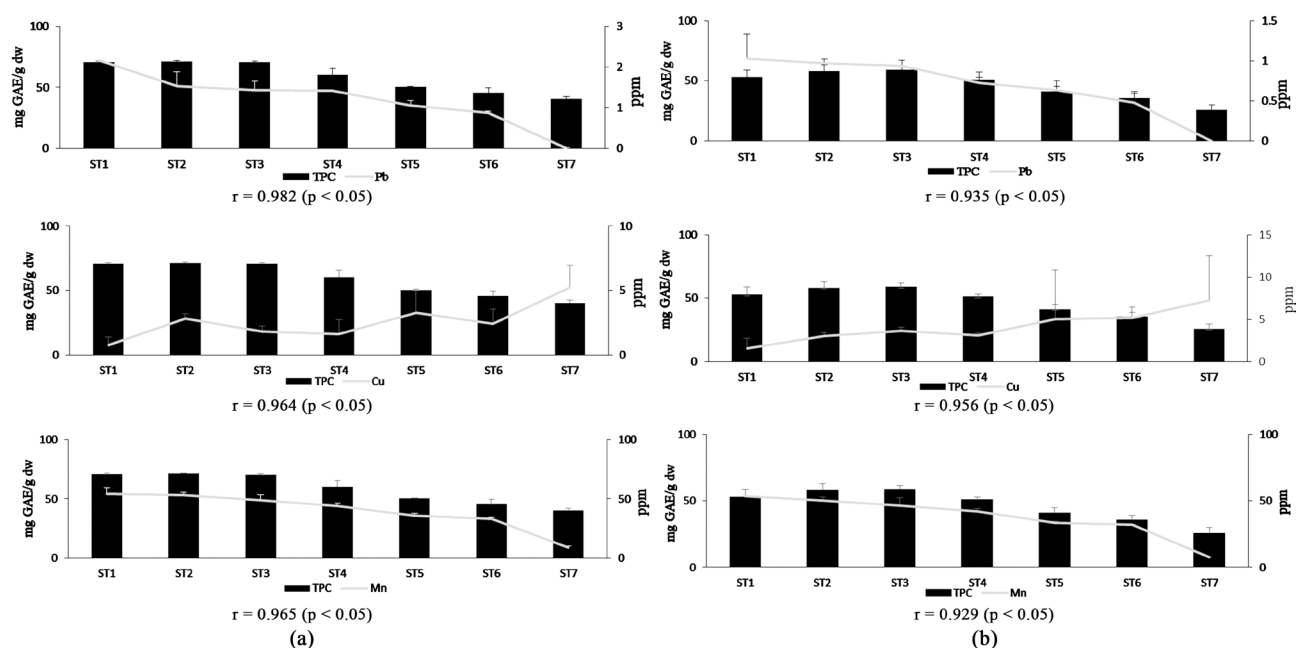 100
50
0
mg GAE/g dw
3
2
1
0
ppm
ST1 ST2 ST3 ST4 ST5 ST6 ST7
TPC Pb
r = 0.982 (p < 0.05)
100
50
0
mg GAE/g dw
1.5
1
0.5
0
ppm
ST1 ST2 ST3 ST4 ST5 ST6 ST7
TPC Pb
r = 0.935 (p < 0.05)
100
50
0
mg GAE/g dw
10
5
0
ppm
ST1 ST2 ST3 ST4 ST5 ST6 ST7
TPC Cu
r = 0.964 (p < 0.05)
100
50
0
mg GAE/g dw
15
10
5
0
ppm
ST1 ST2 ST3 ST4 ST5 ST6 ST7
TPC Cu
r = 0.956 (p < 0.05)
100
50
0
mg GAE/g dw
100
50
0
ppm
ST1 ST2 ST3 ST4 ST5 ST6 ST7
TPC Mn
r = 0.965 (p < 0.05)
(a)
100
50
0
mg GAE/g dw
100
50
0
ppm
ST1 ST2 ST3 ST4 ST5 ST6 ST7
TPC Mn
r = 0.929 (p < 0.05)
(b)